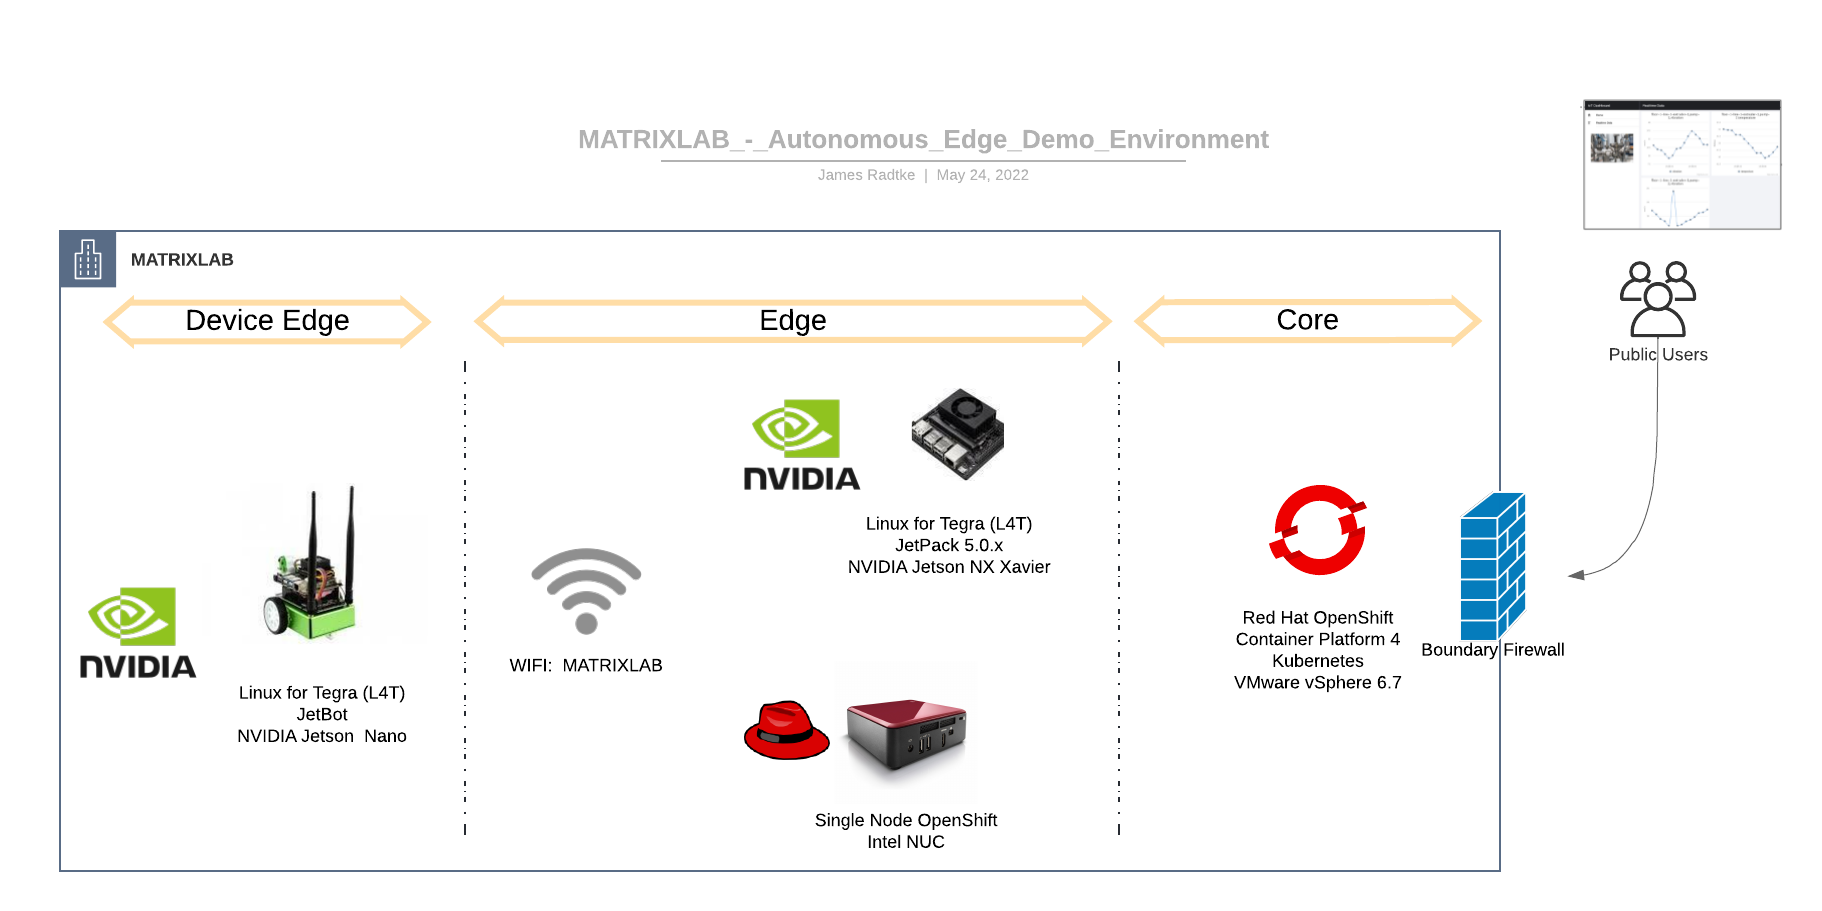 MATRIXLAB_-_Autonomous_Edge_Demo_Environment
James Radtke | May 24, 2022
MATRIXLAB
Device Edge
Edge
Core
Public Users
NVIDIA
Linux for Tegra (L4T)
JetPack 5.0.x
NVIDIA Jetson NX Xavier
WIFI: MATRIXLAB
NVIDIA
Linux for Tegra (L4T)
JetBot
NVIDIA Jetson Nano
Red Hat OpenShift
Container Platform 4
Kubernetes
VMware vSphere 6.7
Boundary Firewall
Single Node OpenShift
Intel NUC